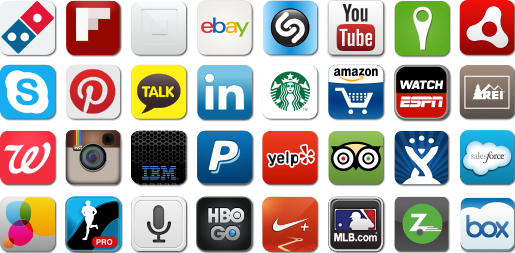 ebay
You
Tube
TALK
in
amazon
WATCH
ESPN
REI
IBM
P
yelp
salesforce
PRO
HBO
GO
MLB.com
Z
box